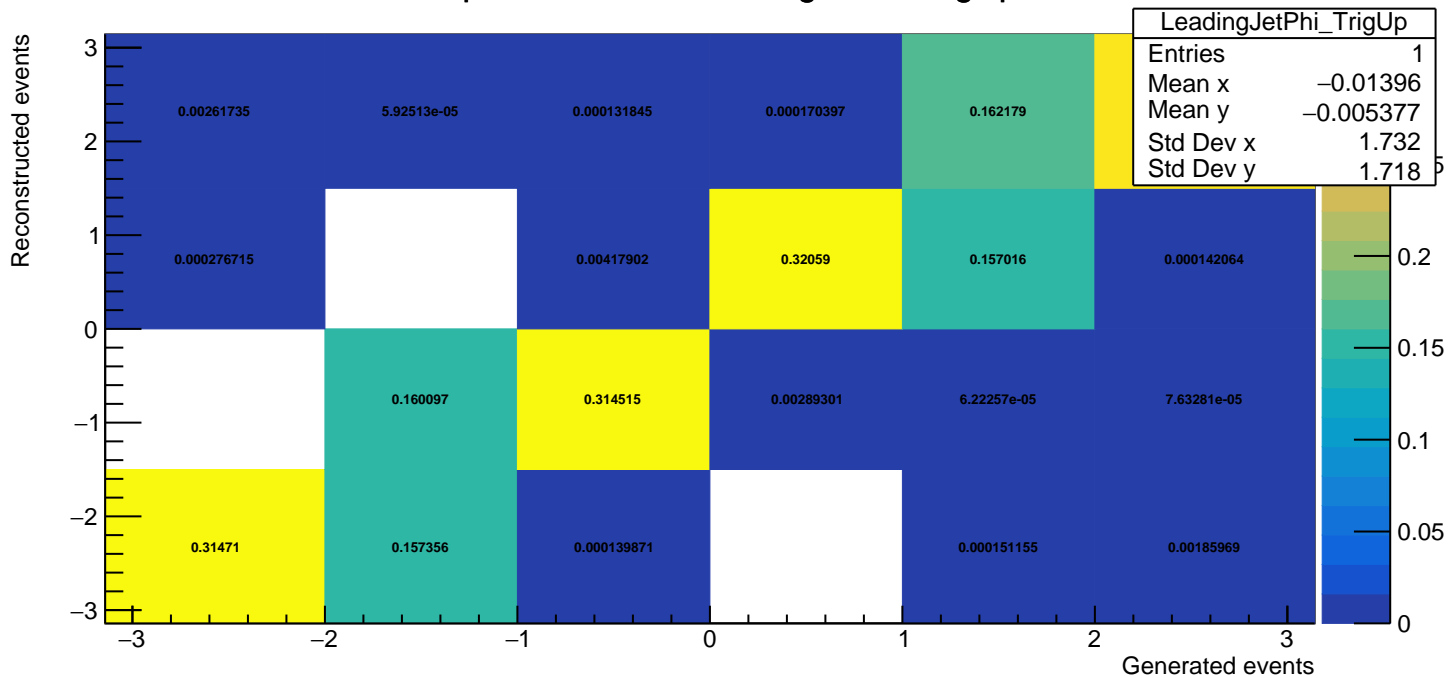 LeadingJetPhi_TrigUp
Entries 1
Mean x −0.01396
Mean y −0.005377
Std Dev x 1.732
Std Dev y 1.718
Reconstructed events
3
2
1
0
−1
−2
−3
0.00261735 5.92513e-05 0.000131845 0.000170397 0.162179
0.000276715 0.00417902 0.32059 0.157016 0.000142064
0.160097 0.314515 0.00289301 6.22257e-05 7.63281e-05
0.31471 0.157356 0.000139871 0.000151155 0.00185969
−3 −2 −1 0 1 2 3
Generated events
5
0.2
0.15
0.1
0.05
0